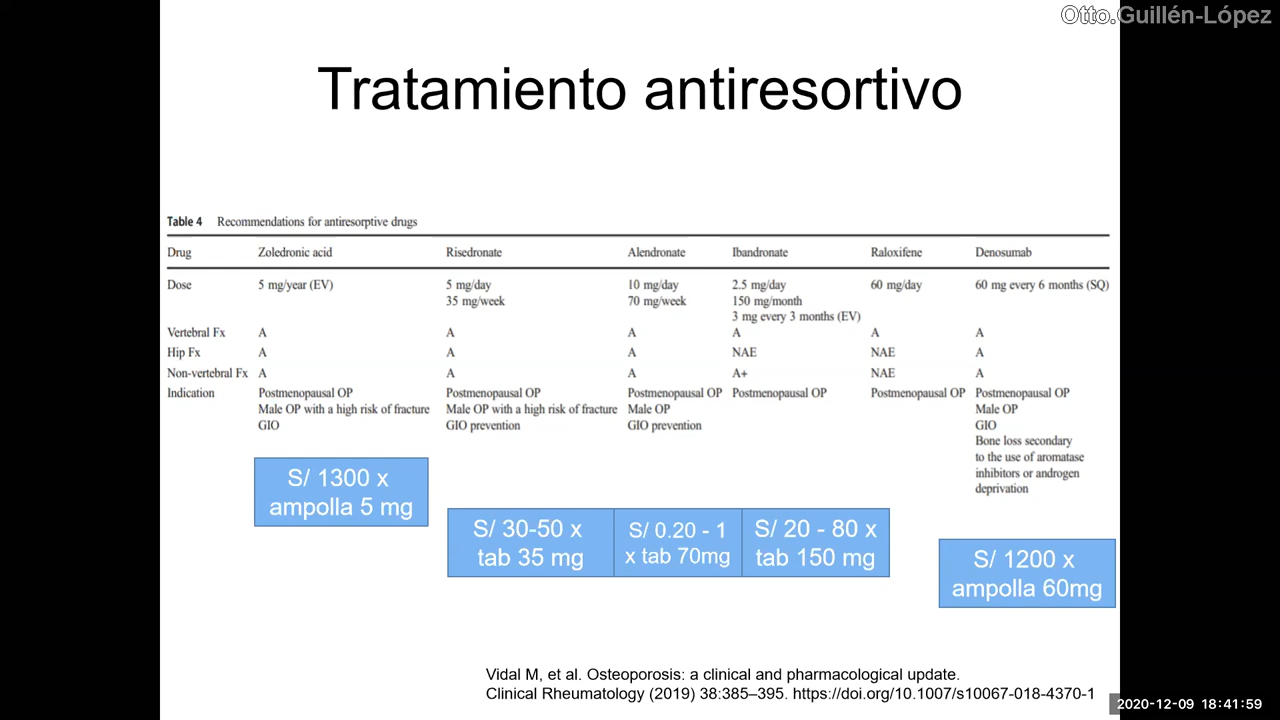 Otto.Guillén-López
Tratamiento antiresortivo
Table 4 Recommendations for antiresorptive drugs
Drug Zoledronic acid Risedronate Alendronate Ibandronate Raloxifene Denosumab
Dose 5 mg/year (EV) 5 mg/day 10 mg/day 2.5 mg/day 60 mg/day 60 mg every 6 months (SQ)
35 mg/week 70 mg/week 150 mg/month
3 mg every 3 months (EV)
Vertebral Fx A A A A A A
Hip Fx A A A NAE NAE A
Non-vertebral Fx A A A A+ NAE A
Indication Postmenopausal OP Postmenopausal OP Postmenopausal OP Postmenopausal OP Postmenopausal OP Postmenopausal OP
Male OP with a high risk of fracture Male OP with a high risk of fracture Male OP Male OP
GIO GIO prevention GIO prevention GIO
Bone loss secondary
to the use of aromatase
inhibitors or androgen
deprivation
S/ 1300 x
ampolla 5 mg
S/ 30-50 x
tab 35 mg
S/ 0.20 - 1
x tab 70mg
S/ 20 - 80 x
tab 150 mg
S/ 1200 x
ampolla 60mg
Vidal M, et al. Osteoporosis: a clinical and pharmacological update.
Clinical Rheumatology (2019) 38:385–395. https://doi.org/10.1007/s10067-018-4370-1
2020-12-09 18:41:59